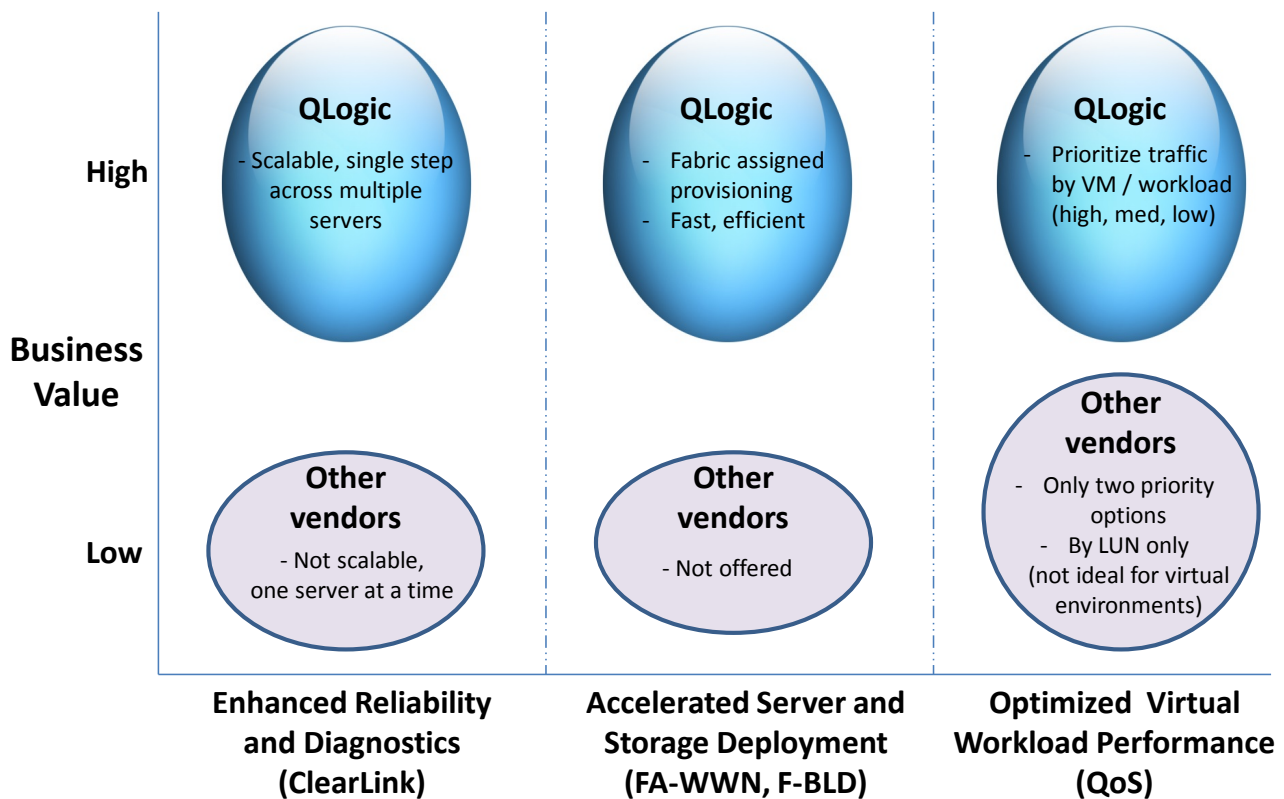 QLogic
- Scalable, single step
across multiple
servers
QLogic
- Fabric assigned
provisioning
- Fast, efficient
QLogic
- Prioritize traffic
by VM / workload
(high, med, low)
High
Business
Value
Low
Other
vendors
- Not scalable,
one server at a time
Other
vendors
- Not offered
Other
vendors
- Only two priority
options
- By LUN only
(not ideal for virtual
environments)
Enhanced Reliability
and Diagnostics
(ClearLink)
Accelerated Server and
Storage Deployment
(FA-WWN, F-BLD)
Optimized Virtual
Workload Performance
(QoS)